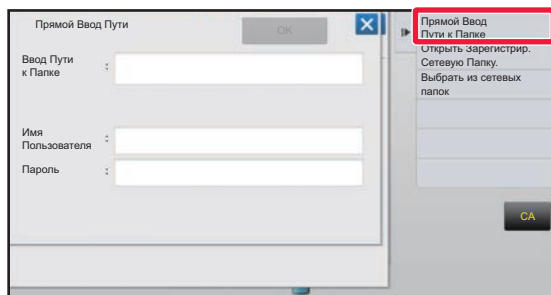 Прямой Ввод Пути
OK
Ввод Пути
к Папке :
Имя
Пользователя :
Пароль :
Прямой Ввод
Пути к Папке
Открыть Зарегистрир.
Сетевую Папку.
Выбрать из сетевых
папок
CA